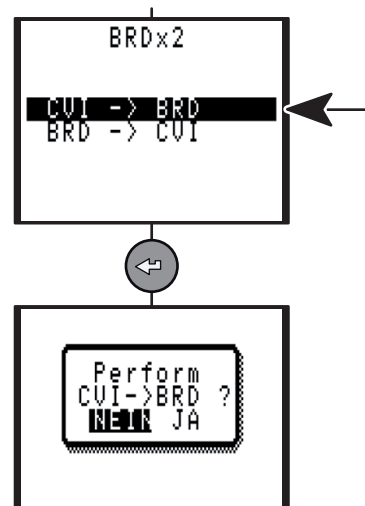 BRDx2
CVI -> BRD
BRD -> CVI
Perform
CVI->BRD ?
NEIN JA